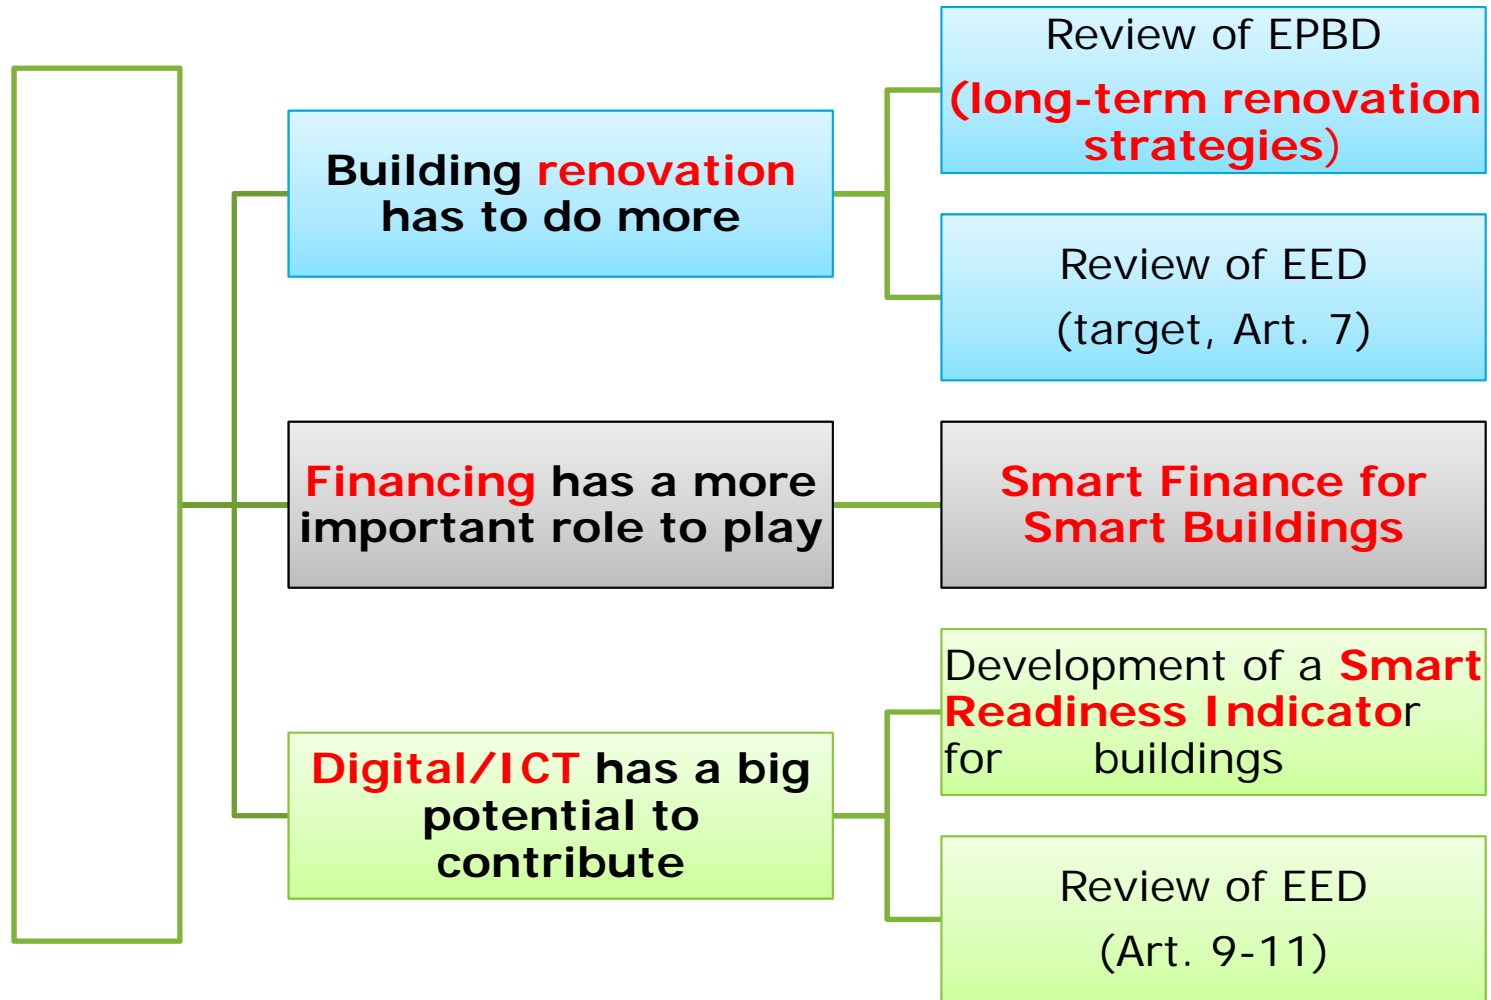 Review of EPBD
(long-term renovation
strategies)
Building renovation
has to do more
Review of EED
(target, Art. 7)
Financing has a more
important role to play
Smart Finance for
Smart Buildings
Development of a Smart
Readiness Indicator
for buildings
Digital/ICT has a big
potential to
contribute
Review of EED
(Art. 9-11)